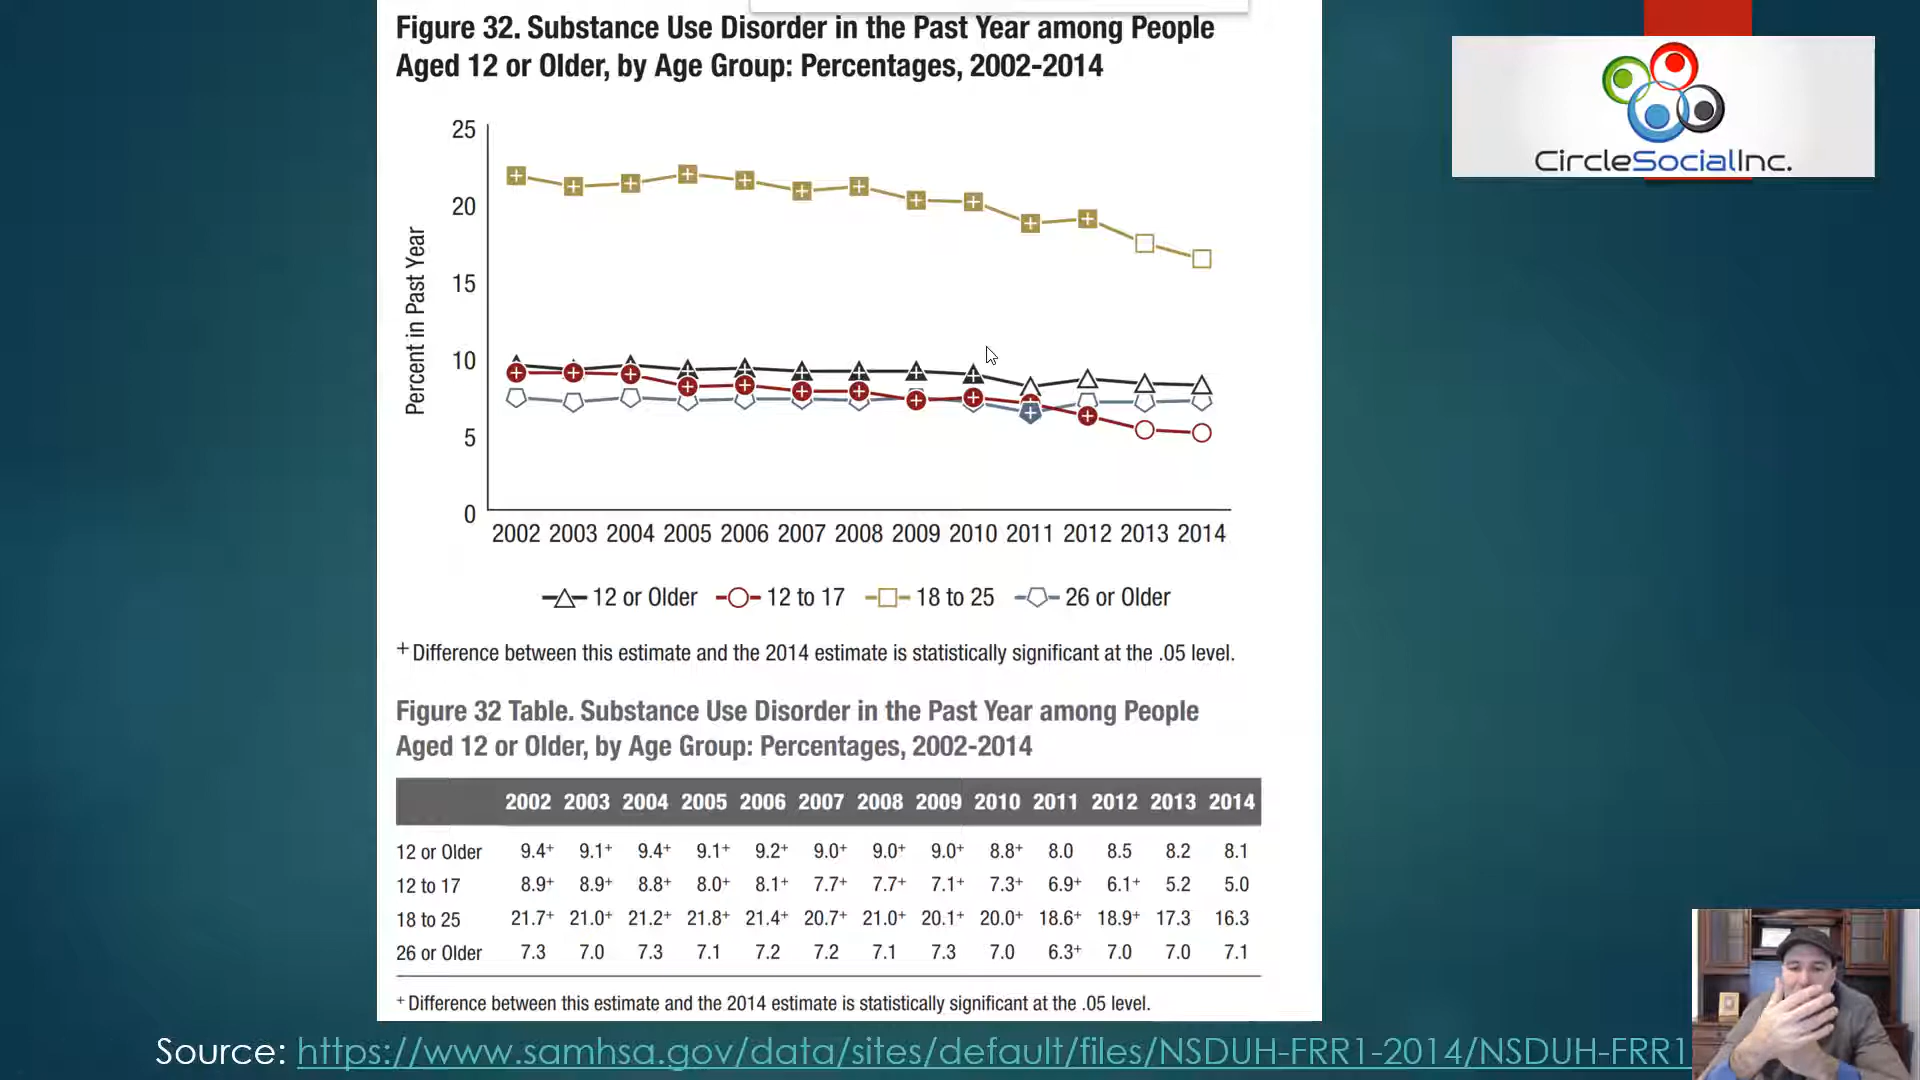 Figure 32. Substance Use Disorder in the Past Year among People
Aged 12 or Older, by Age Group: Percentages, 2002-2014
CircleSocialInc.
25
20
15
10
5
0
Percent in Past Year
2002 2003 2004 2005 2006 2007 2008 2009 2010 2011 2012 2013 2014
12 or Older 12 to 17 18 to 25 26 or Older
+ Difference between this estimate and the 2014 estimate is statistically significant at the .05 level.
Figure 32 Table. Substance Use Disorder in the Past Year among People
Aged 12 or Older, by Age Group: Percentages, 2002-2014
2002 2003 2004 2005 2006 2007 2008 2009 2010 2011 2012 2013 2014
12 or Older 9.4+ 9.1+ 9.4+ 9.1+ 9.2+ 9.0+ 9.0+ 9.0+ 8.8+ 8.0 8.5 8.2 8.1
12 to 17 8.9+ 8.9+ 8.8+ 8.0+ 8.1+ 7.7+ 7.7+ 7.1+ 7.3+ 6.9+ 6.1+ 5.2 5.0
18 to 25 21.7+ 21.0+ 21.2+ 21.8+ 21.4+ 20.7+ 21.0+ 20.1+ 20.0+ 18.6+ 18.9+ 17.3 16.3
26 or Older 7.3 7.0 7.3 7.1 7.2 7.2 7.1 7.3 7.0 6.3+ 7.0 7.0 7.1
+ Difference between this estimate and the 2014 estimate is statistically significant at the .05 level.
Source: https://www.samhsa.gov/data/sites/default/files/NSDUH-FRR1-2014/NSDUH-FRR1